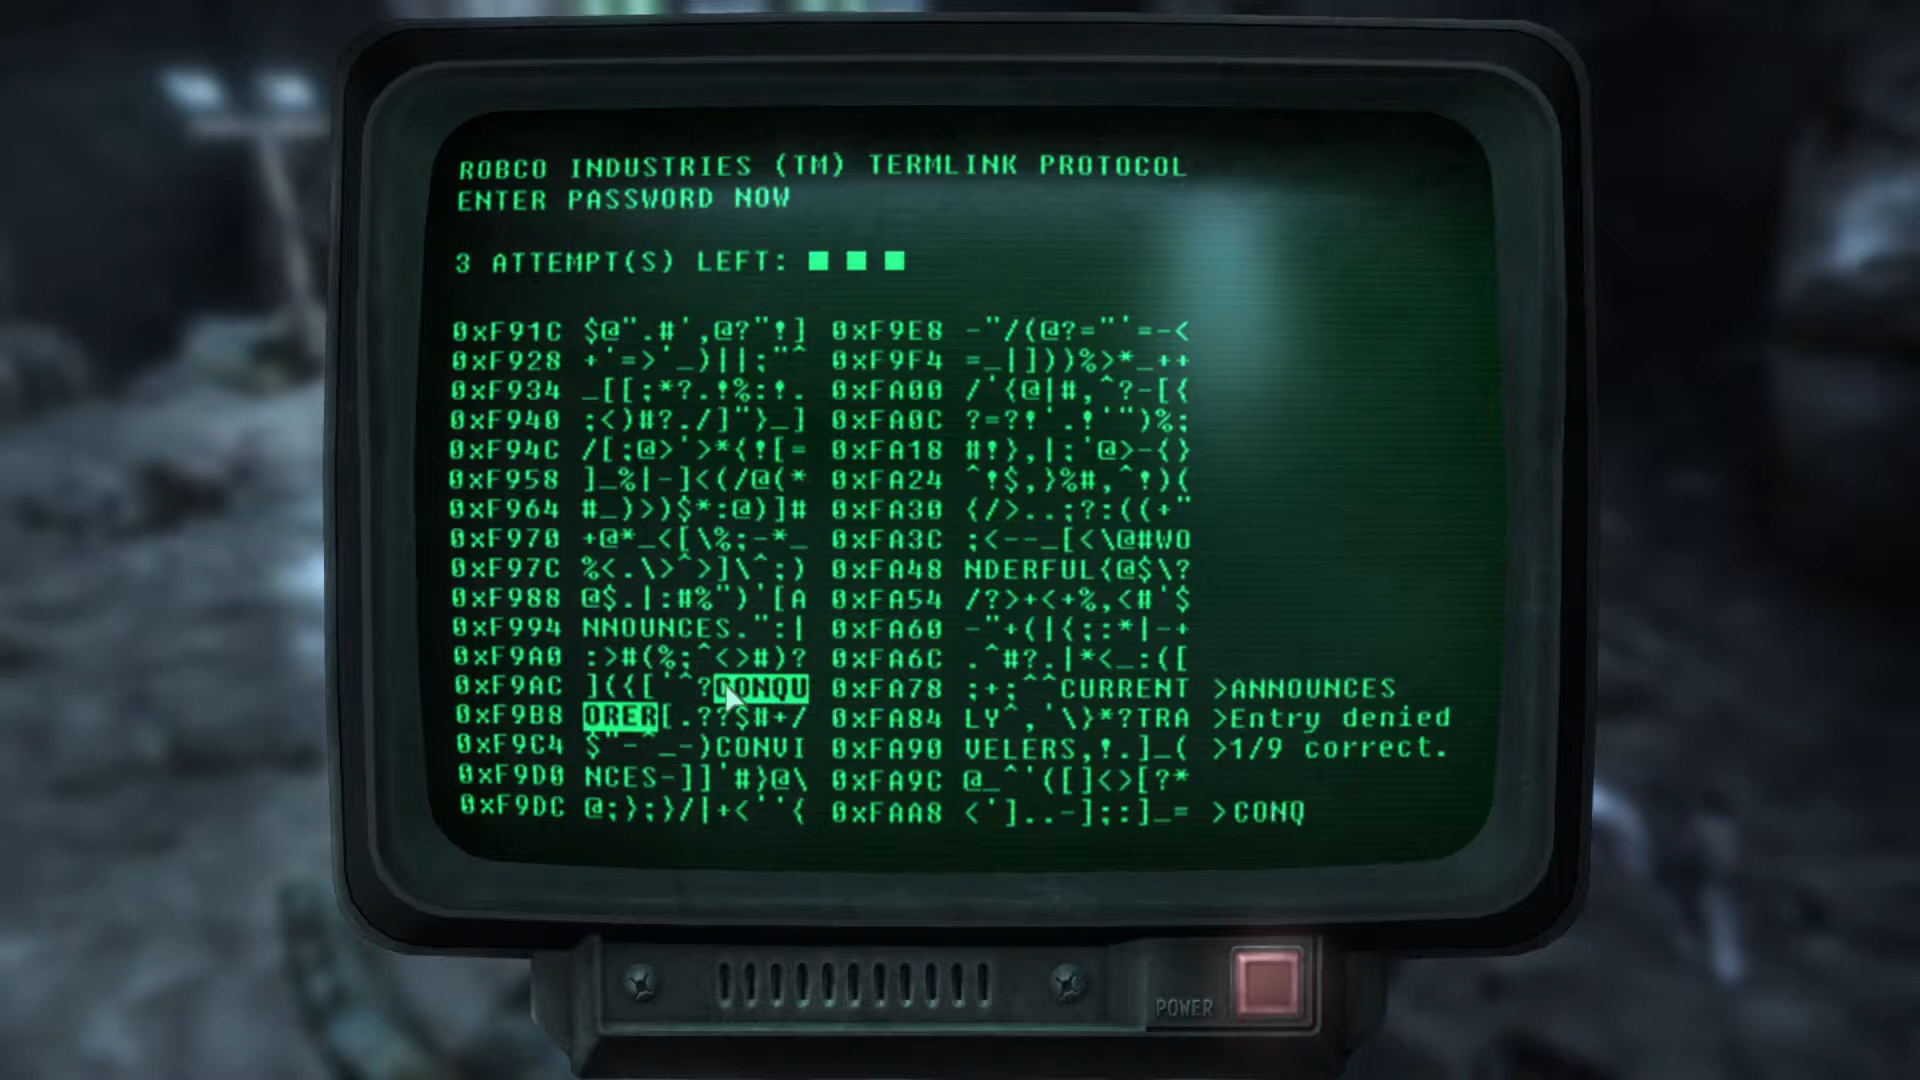 ROBCO INDUSTRIES (TM) TERMLINK PROTOCOL
ENTER PASSWORD NOW
3 ATTEMPT(S) LEFT: ■ ■ ■
0xF91C $@".#',@?"!] 0xF9E8 -"/(@?="'=-<
0xF928 +'=>'_)||;"^ 0xF9F4 =_|]))%>*_++
0xF934 _[[;*?.!%:!. 0xFA00 /'{@|#,^?-[{
0xF940 ;<)#?./]"}_] 0xFA0C ?=?!'.!'")%;
0xF94C /[;@>'>*{![= 0xFA18 #!},|;'@>-{}
0xF958 ]_%|-]<(/@(* 0xFA24 ^!$,}%#,^!)(
0xF964 #_)>)$*:@)]# 0xFA30 {/>..;?:((+"
0xF970 +@*_<[\%;-*_ 0xFA3C ;<--_[<\@#WO
0xF97C %<.\>^>]\^;) 0xFA48 NDERFUL{@$\?
0xF988 @$.|:#%")'[A 0xFA54 /?>+<+%,<#'$
0xF994 NNOUNCES.":| 0xFA60 -"+(|{;:*|-+
0xF9A0 :>#(%;^<>#)? 0xFA6C .^#?.|*<_:([
0xF9AC ]({['^?CONQU 0xFA78 ;+;^^CURRENT >ANNOUNCES
0xF9B8 ORER[.??$#+/ 0xFA84 LY^,'\}*?TRA >Entry denied
0xF9C4 $"-^_-)CONVI 0xFA90 VELERS,!.]_( >1/9 correct.
0xF9D0 NCES-]]'#}@\ 0xFA9C @_^'([]<>[?*
0xF9DC @;};}/|+<''{ 0xFAA8 <']..-];:]_= >CONQ
POWER